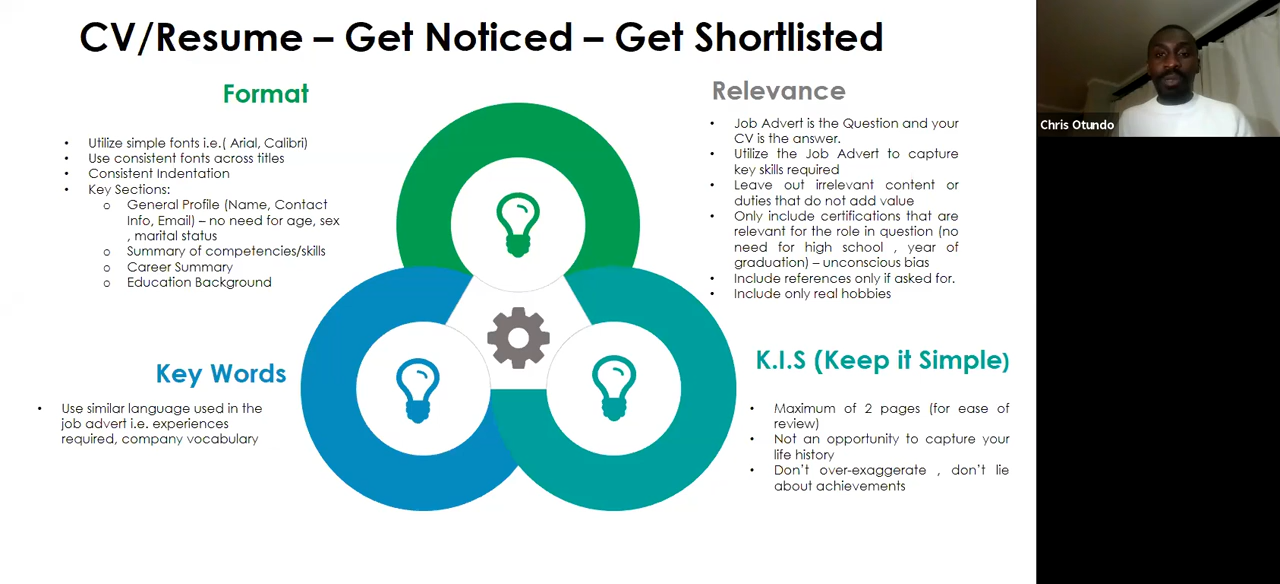 CV/Resume – Get Noticed – Get Shortlisted
Format
• Utilize simple fonts i.e.( Arial, Calibri)
• Use consistent fonts across titles
• Consistent Indentation
• Key Sections:
o General Profile (Name, Contact
Info, Email) – no need for age, sex
, marital status
o Summary of competencies/skills
o Career Summary
o Education Background
Relevance
• Job Advert is the Question and your
CV is the answer.
• Utilize the Job Advert to capture
key skills required
• Leave out irrelevant content or
duties that do not add value
• Only include certifications that are
relevant for the role in question (no
need for high school , year of
graduation) – unconscious bias
• Include references only if asked for.
• Include only real hobbies
Key Words
• Use similar language used in the
job advert i.e. experiences
required, company vocabulary
K.I.S (Keep it Simple)
• Maximum of 2 pages (for ease of
review)
• Not an opportunity to capture your
life history
• Don't over-exaggerate , don't lie
about achievements
Chris Otundo